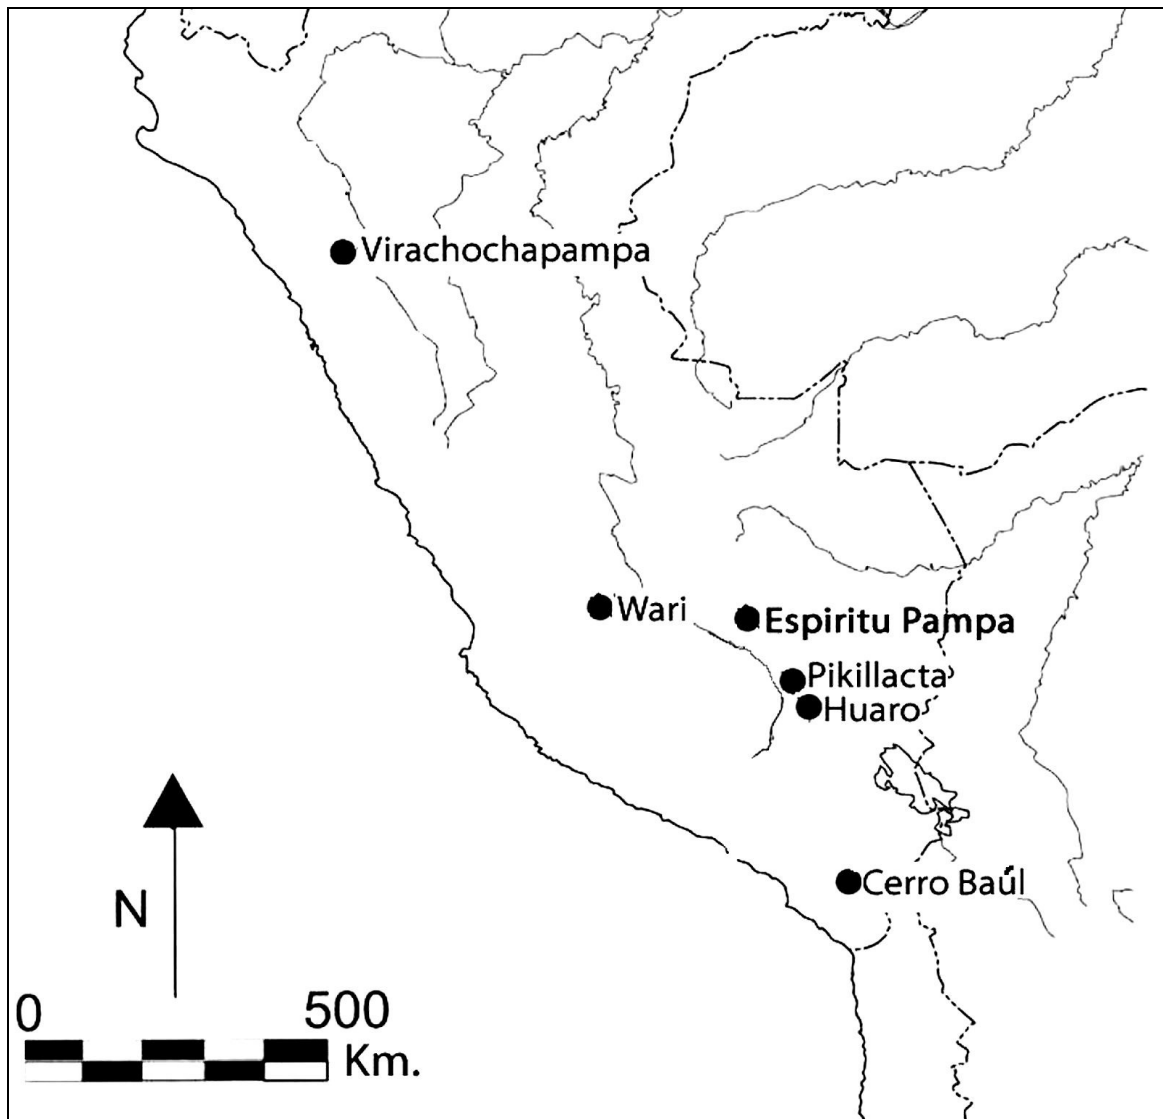 Virachochapampa
Wari
Espiritu Pampa
Pikillacta
Huaro
Cerro Baúl
N
0 500
Km.